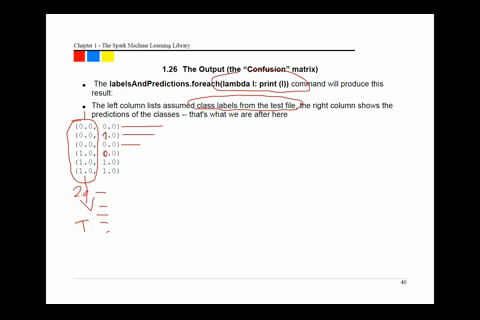 Chapter 1 - The Spark Machine Learning Library
1.26 The Output (the “Confusion” matrix)
The labelsAndPredictions.foreach(lambda l: print (l)) command will produce this
result:
The left column lists assumed class labels from the test file, the right column shows the
predictions of the classes -- that's what we are after here
(0.0, 0.0)
(0.0, 1.0)
(0.0, 0.0)
(1.0, 0.0)
(1.0, 1.0)
(1.0, 1.0)
T
40